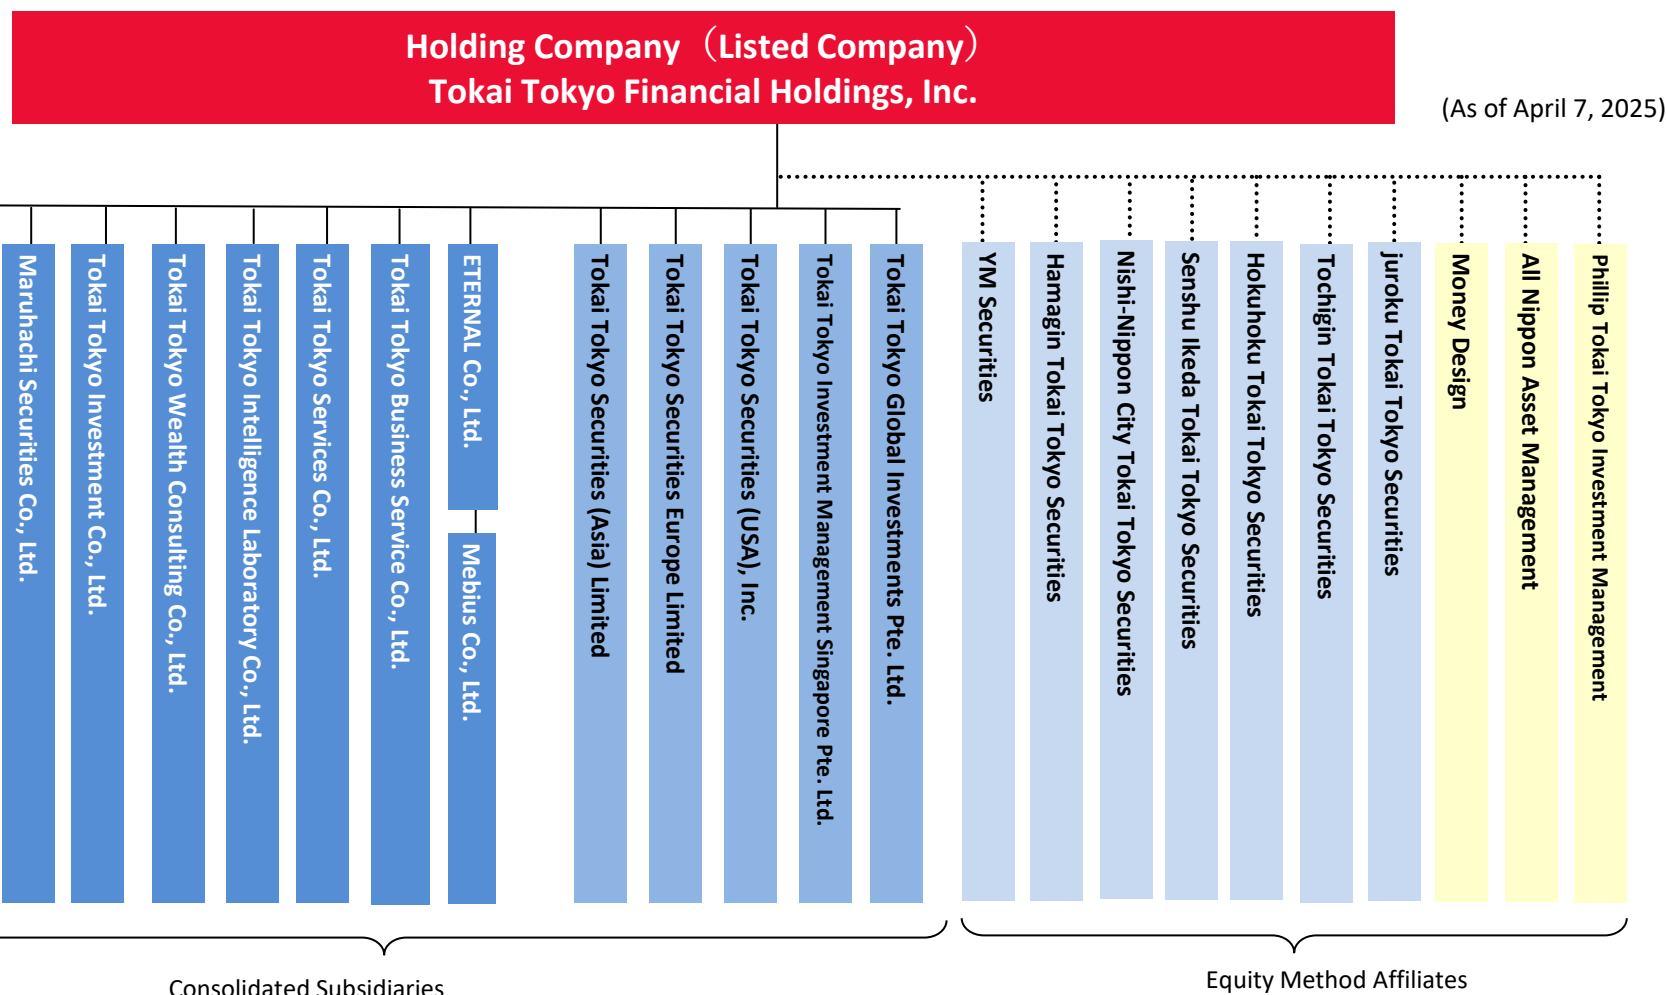 Holding Company（Listed Company）
Tokai Tokyo Financial Holdings, Inc.
(As of April 7, 2025)
Maruhachi Securities Co., Ltd.
Tokai Tokyo Investment Co., Ltd.
Tokai Tokyo Wealth Consulting Co., Ltd.
Tokai Tokyo Intelligence Laboratory Co., Ltd.
Tokai Tokyo Services Co., Ltd.
Tokai Tokyo Business Service Co., Ltd.
ETERNAL Co., Ltd.
Mebius Co., Ltd.
Tokai Tokyo Securities (Asia) Limited
Tokai Tokyo Securities Europe Limited
Tokai Tokyo Securities (USA), Inc.
Tokai Tokyo Investment Management Singapore Pte. Ltd.
Tokai Tokyo Global Investments Pte. Ltd.
YM Securities
Hamagin Tokai Tokyo Securities
Nishi-Nippon City Tokai Tokyo Securities
Senshu Ikeda Tokai Tokyo Securities
Hokuhoku Tokai Tokyo Securities
Tochigin Tokai Tokyo Securities
juroku Tokai Tokyo Securities
Money Design
All Nippon Asset Management
Phillip Tokai Tokyo Investment Management
Consolidated Subsidiaries
Equity Method Affiliates